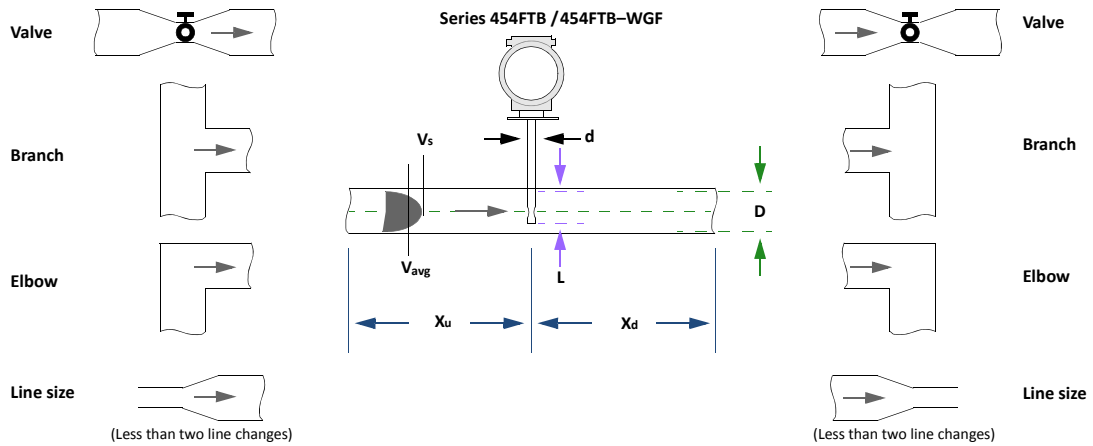 Series 454FTB /454FTB–WGF
Valve
Valve
d
Vs
Branch
Branch
D
Vavg
L
Elbow
Elbow
Xu
Xd
Line size
Line size
(Less than two line changes)
(Less than two line changes)